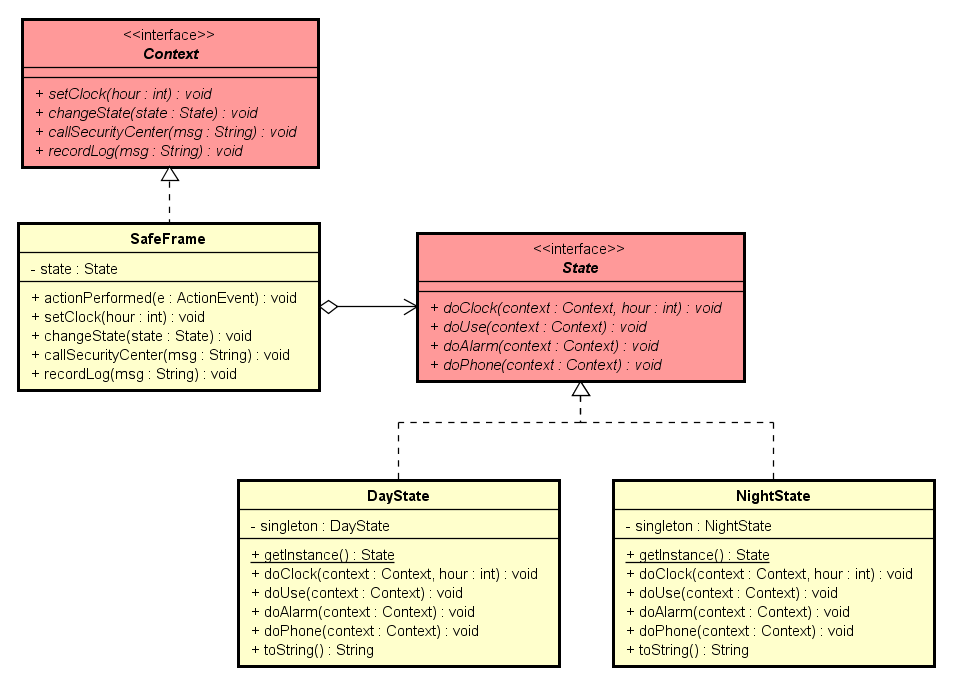 <<interface>>
Context
+ setClock(hour : int) : void
+ changeState(state : State) : void
+ callSecurityCenter(msg : String) : void
+ recordLog(msg : String) : void
SafeFrame
- state : State
+ actionPerformed(e : ActionEvent) : void
+ setClock(hour : int) : void
+ changeState(state : State) : void
+ callSecurityCenter(msg : String) : void
+ recordLog(msg : String) : void
<<interface>>
State
+ doClock(context : Context, hour : int) : void
+ doUse(context : Context) : void
+ doAlarm(context : Context) : void
+ doPhone(context : Context) : void
DayState
- singleton : DayState
+ getInstance() : State
+ doClock(context : Context, hour : int) : void
+ doUse(context : Context) : void
+ doAlarm(context : Context) : void
+ doPhone(context : Context) : void
+ toString() : String
NightState
- singleton : NightState
+ getInstance() : State
+ doClock(context : Context, hour : int) : void
+ doUse(context : Context) : void
+ doAlarm(context : Context) : void
+ doPhone(context : Context) : void
+ toString() : String